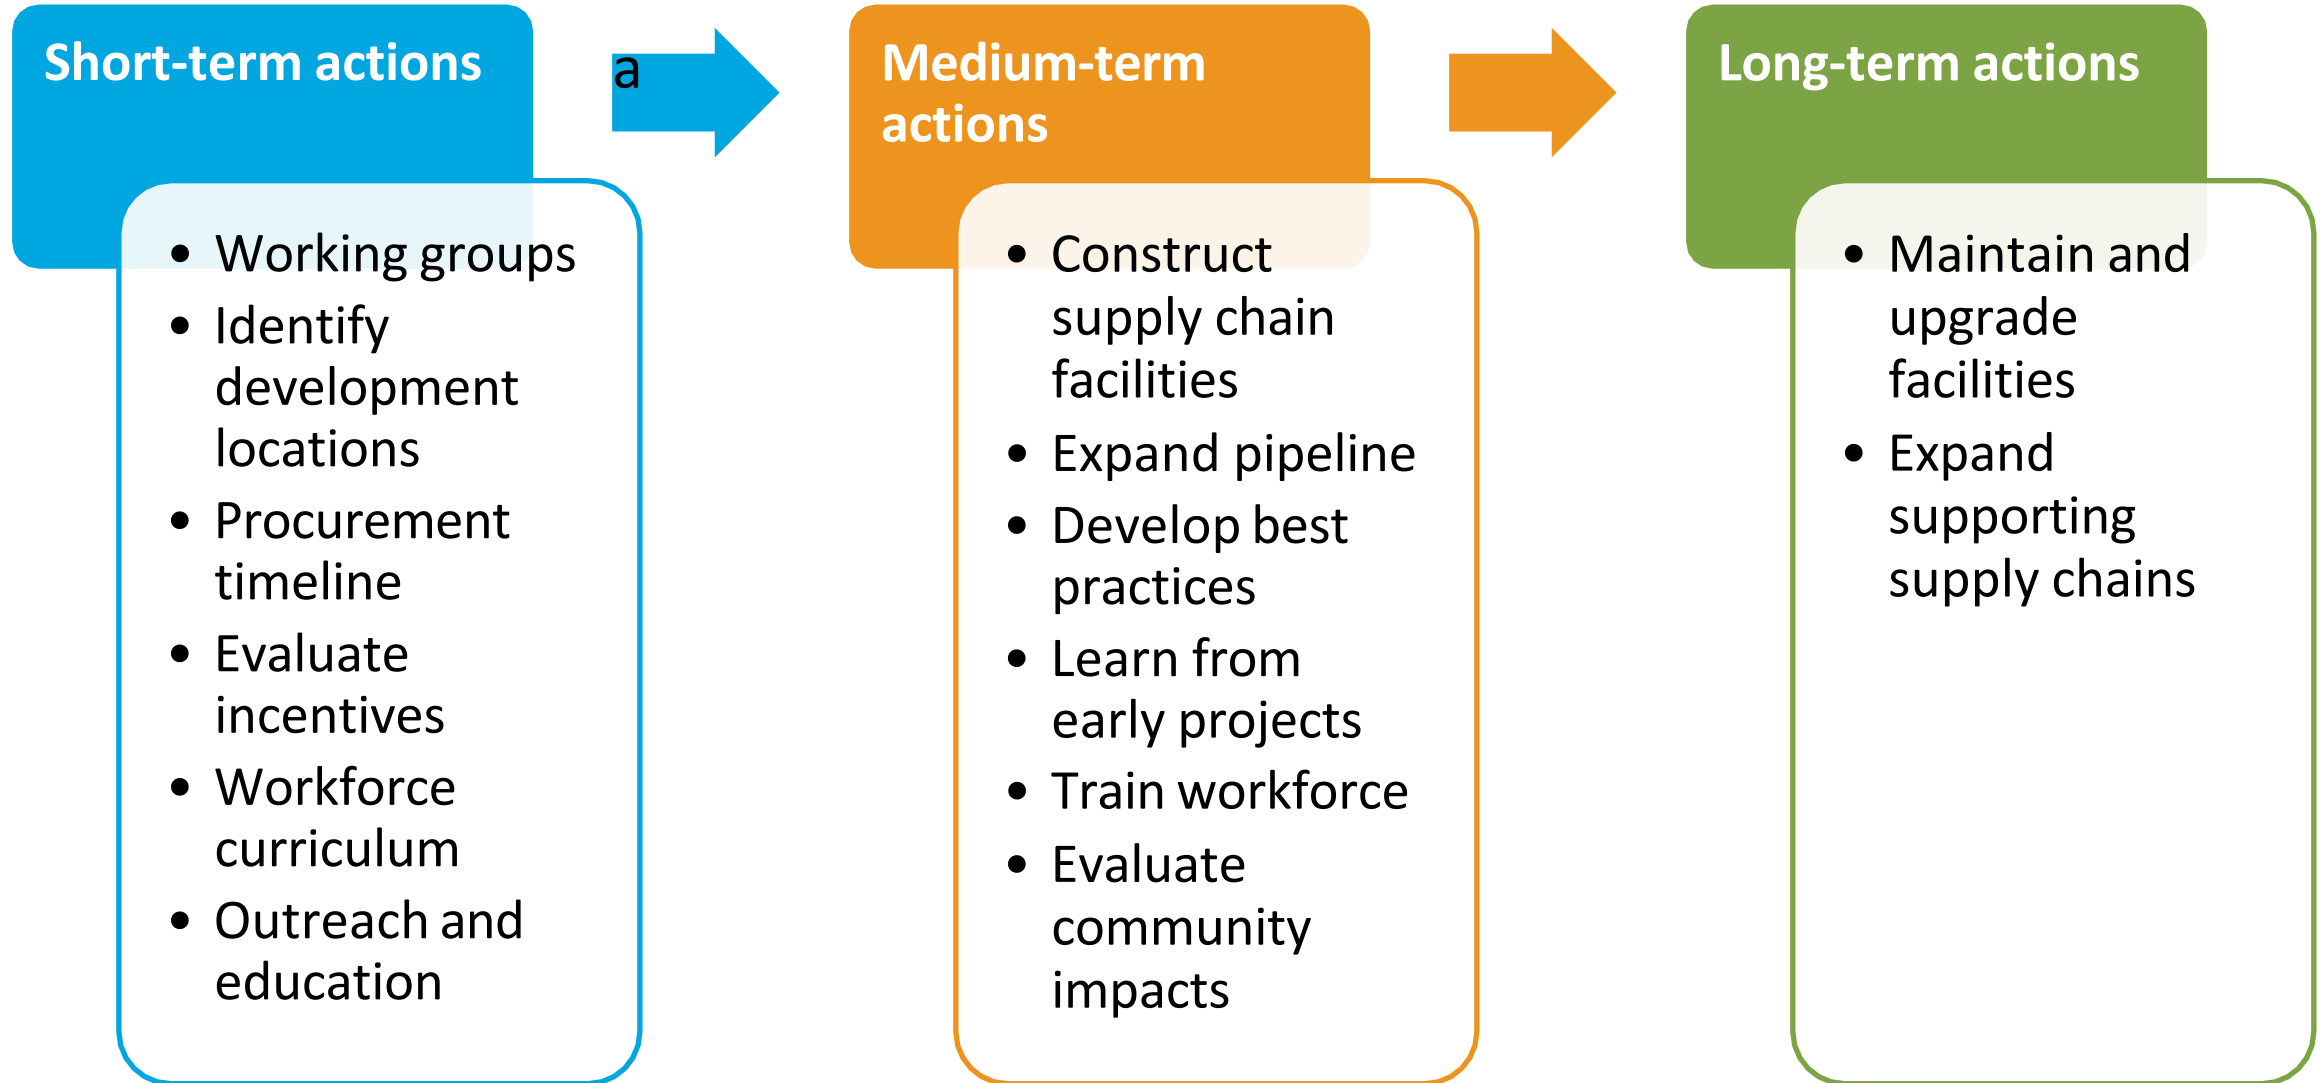 Short-term actions
• Working groups
• Identify
development
locations
• Procurement
timeline
• Evaluate
incentives
• Workforce
curriculum
• Outreach and
education
a
Medium-term
actions
• Construct
supply chain
facilities
• Expand pipeline
• Develop best
practices
• Learn from
early projects
• Train workforce
• Evaluate
community
impacts
Long-term actions
• Maintain and
upgrade
facilities
• Expand
supporting
supply chains